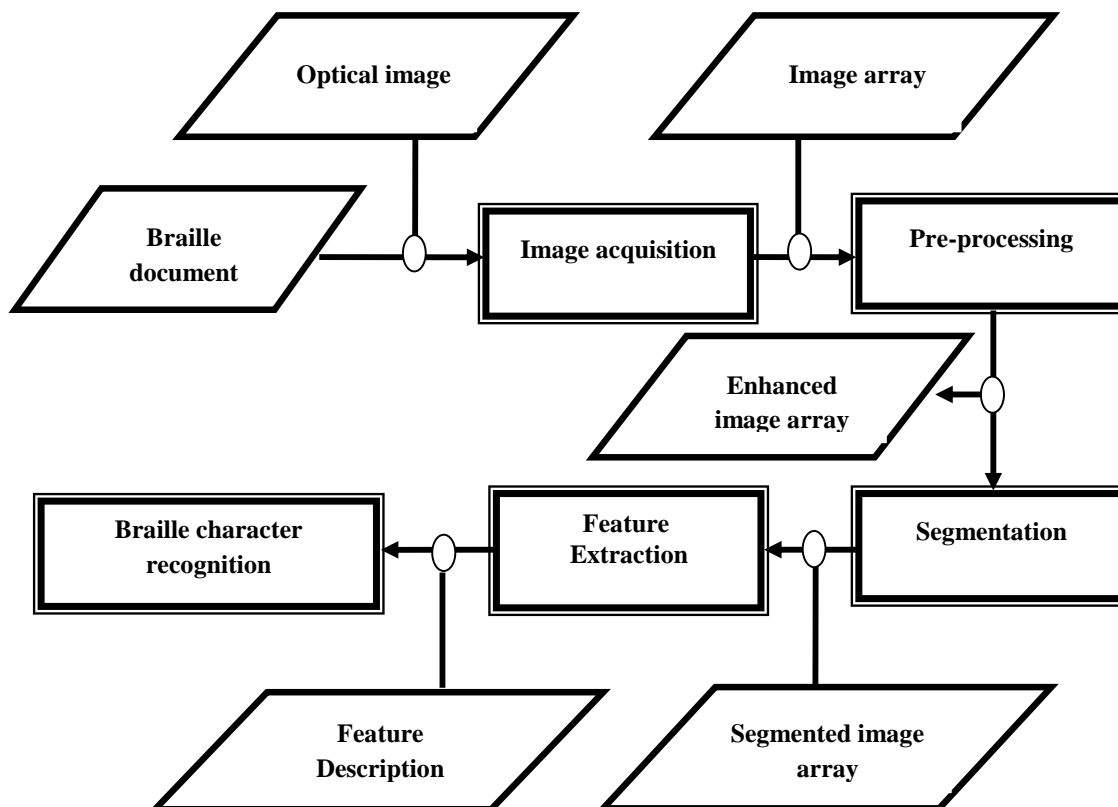 Optical image
Image array
Braille
document
Image acquisition
Pre-processing
Enhanced
image array
Braille character
recognition
Feature
Extraction
Segmentation
Feature
Description
Segmented image
array